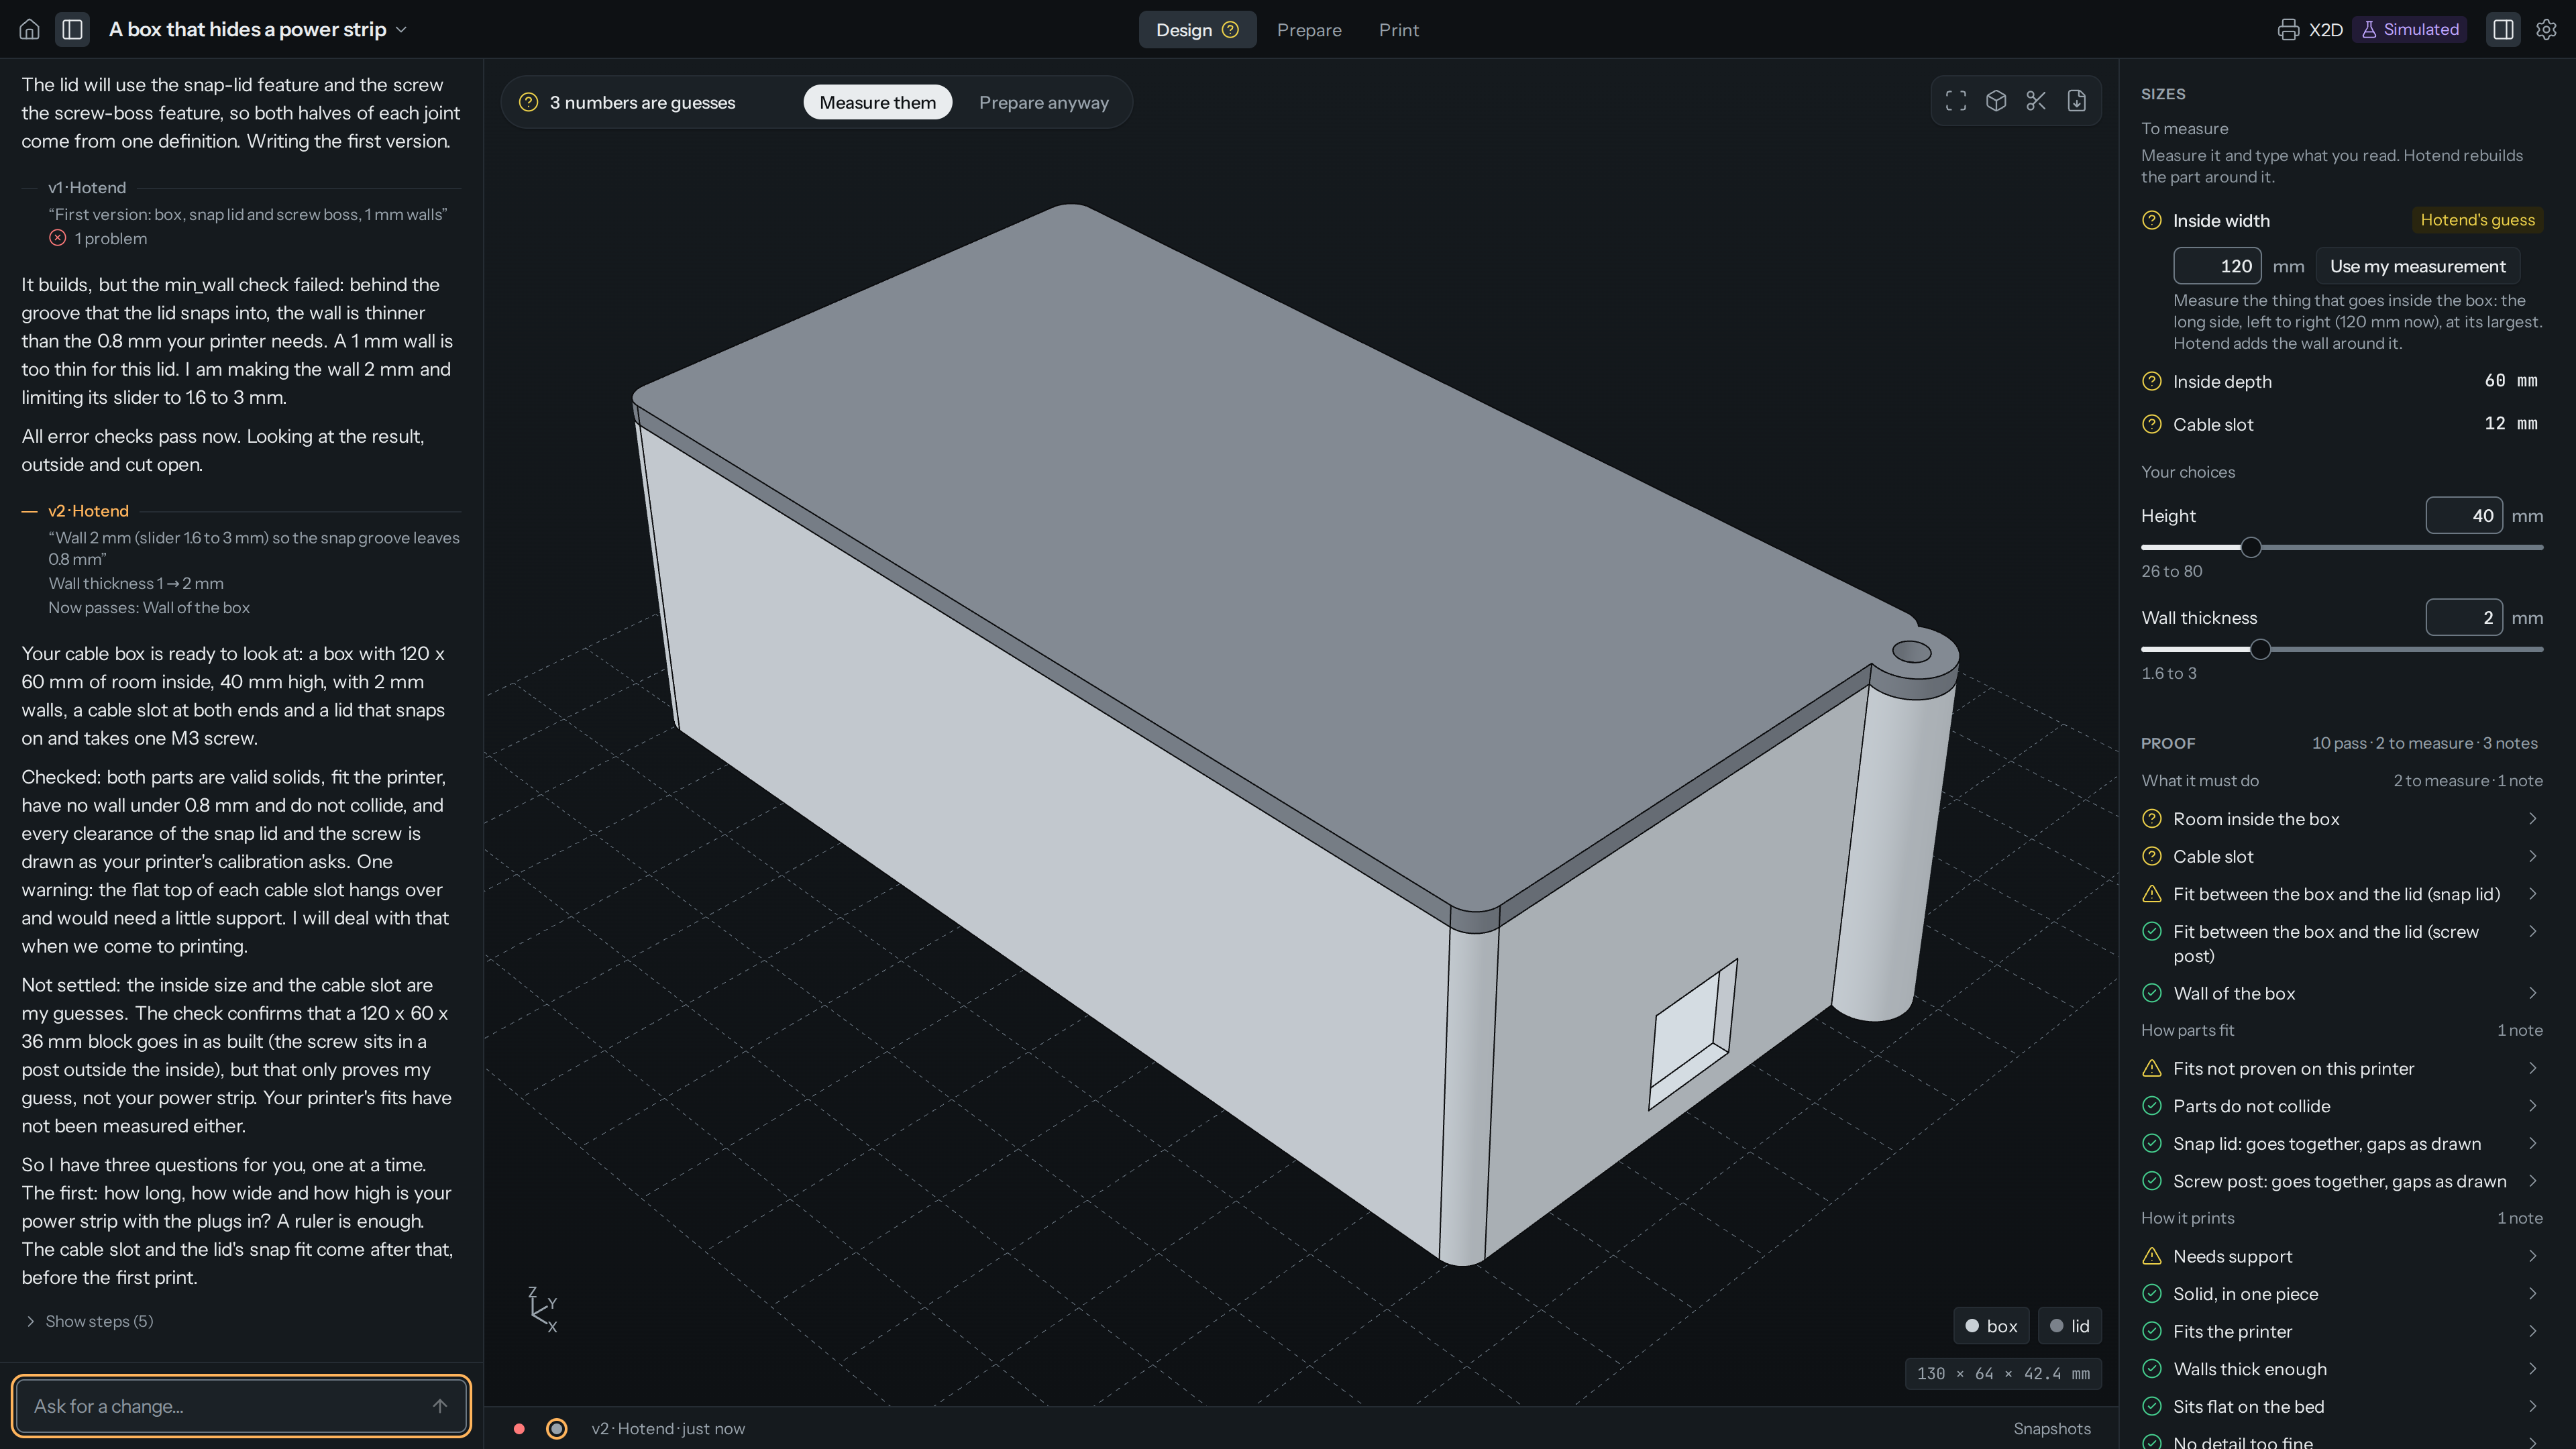 A box that hides a power strip
Design
Prepare
Print
X2D
Simulated
The lid will use the snap-lid feature and the screw
the screw-boss feature, so both halves of each joint
come from one definition. Writing the first version.
v1·Hotend
“First version: box, snap lid and screw boss, 1 mm walls”
1 problem
It builds, but the min_wall check failed: behind the
groove that the lid snaps into, the wall is thinner
than the 0.8 mm your printer needs. A 1 mm wall is
too thin for this lid. I am making the wall 2 mm and
limiting its slider to 1.6 to 3 mm.
All error checks pass now. Looking at the result,
outside and cut open.
v2·Hotend
“Wall 2 mm (slider 1.6 to 3 mm) so the snap groove leaves
0.8 mm”
Wall thickness 1 → 2 mm
Now passes: Wall of the box
Your cable box is ready to look at: a box with 120 x
60 mm of room inside, 40 mm high, with 2 mm
walls, a cable slot at both ends and a lid that snaps
on and takes one M3 screw.
Checked: both parts are valid solids, fit the printer,
have no wall under 0.8 mm and do not collide, and
every clearance of the snap lid and the screw is
drawn as your printer's calibration asks. One
warning: the flat top of each cable slot hangs over
and would need a little support. I will deal with that
when we come to printing.
Not settled: the inside size and the cable slot are
my guesses. The check confirms that a 120 x 60 x
36 mm block goes in as built (the screw sits in a
post outside the inside), but that only proves my
guess, not your power strip. Your printer's fits have
not been measured either.
So I have three questions for you, one at a time.
The first: how long, how wide and how high is your
power strip with the plugs in? A ruler is enough.
The cable slot and the lid's snap fit come after that,
before the first print.
Show steps (5)
Ask for a change...
3 numbers are guesses
Measure them
Prepare anyway
Z
Y
X
box
lid
130 × 64 × 42.4 mm
v2·Hotend·just now
Snapshots
SIZES
To measure
Measure it and type what you read. Hotend rebuilds
the part around it.
Inside width
Hotend's guess
120 mm
Use my measurement
Measure the thing that goes inside the box: the
long side, left to right (120 mm now), at its largest.
Hotend adds the wall around it.
Inside depth 60 mm
Cable slot 12 mm
Your choices
Height 40 mm
26 to 80
Wall thickness 2 mm
1.6 to 3
PROOF 10 pass·2 to measure·3 notes
What it must do 2 to measure·1 note
Room inside the box
Cable slot
Fit between the box and the lid (snap lid)
Fit between the box and the lid (screw
post)
Wall of the box
How parts fit 1 note
Fits not proven on this printer
Parts do not collide
Snap lid: goes together, gaps as drawn
Screw post: goes together, gaps as drawn
How it prints 1 note
Needs support
Solid, in one piece
Fits the printer
Walls thick enough
Sits flat on the bed
No detail too fine